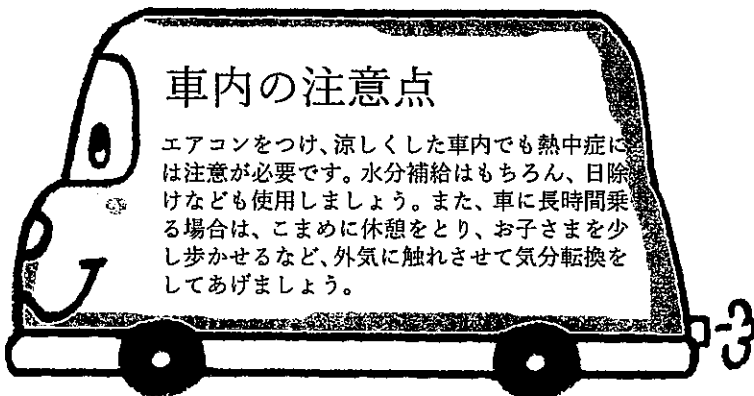 車内の注意点
エアコンをつけ、涼しくした車内でも熱中症に
は注意が必要です。水分補給はもちろん、日除
けなども使用しましょう。また、車に長時間乗
る場合は、こまめに休憩をとり、お子さまを少
し歩かせるなど、外気に触れさせて気分転換を
してあげましょう。